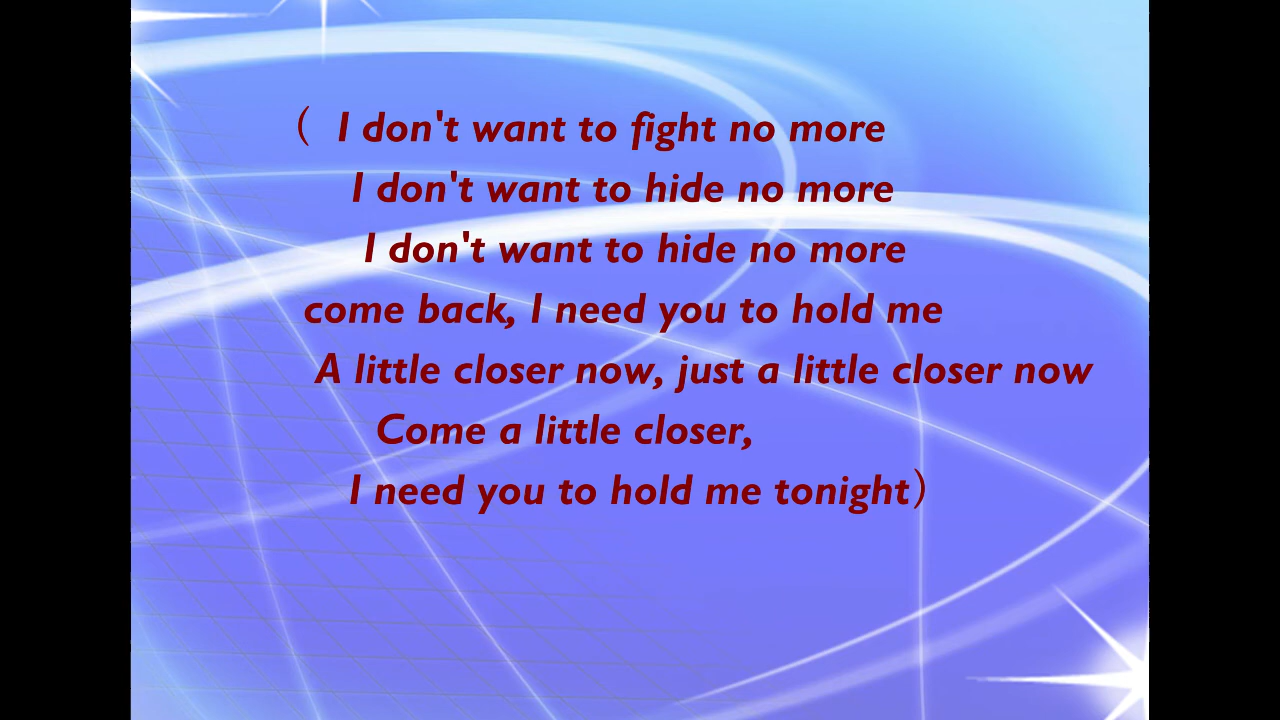 ( I don't want to fight no more
I don't want to hide no more
I don't want to hide no more
come back, I need you to hold me
A little closer now, just a little closer now
Come a little closer,
I need you to hold me tonight)